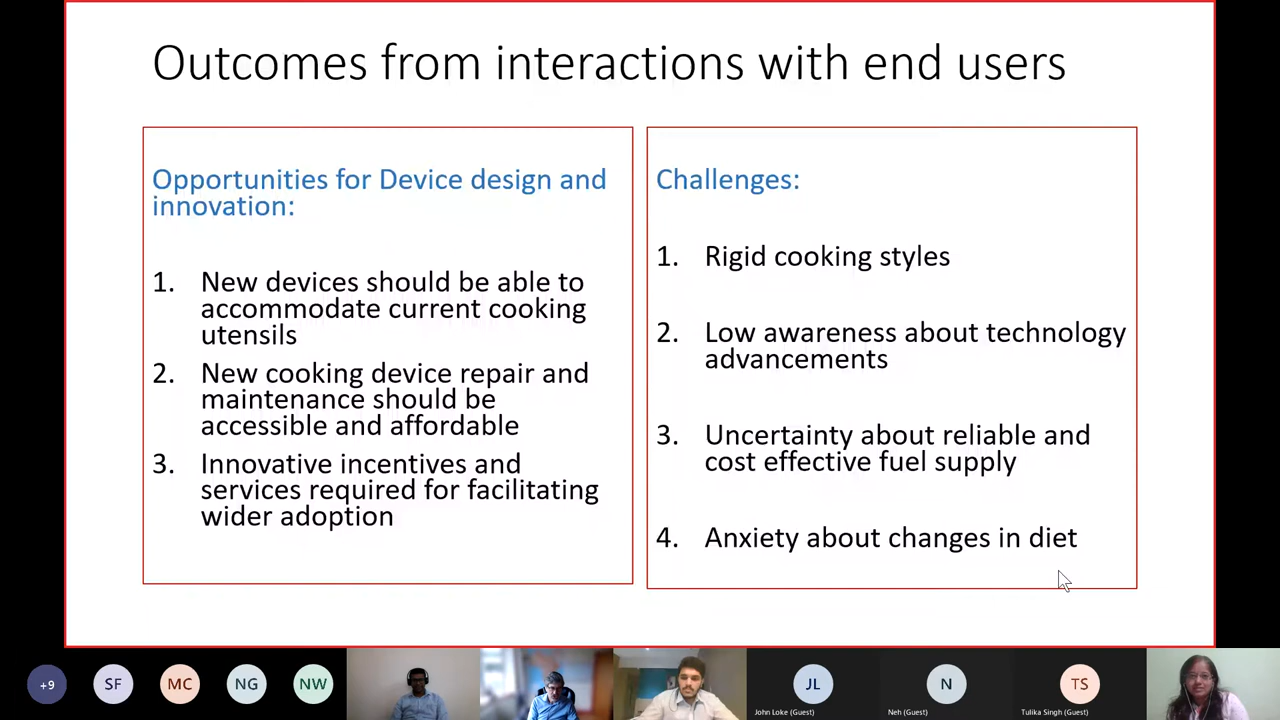 Outcomes from interactions with end users
Opportunities for Device design and
innovation:
1. New devices should be able to
accommodate current cooking
utensils
2. New cooking device repair and
maintenance should be
accessible and affordable
3. Innovative incentives and
services required for facilitating
wider adoption
Challenges:
1. Rigid cooking styles
2. Low awareness about technology
advancements
3. Uncertainty about reliable and
cost effective fuel supply
4. Anxiety about changes in diet
+9
SF
MC
NG
NW
JL
John Loke (Guest)
N
Neh (Guest)
TS
Tulika Singh (Guest)